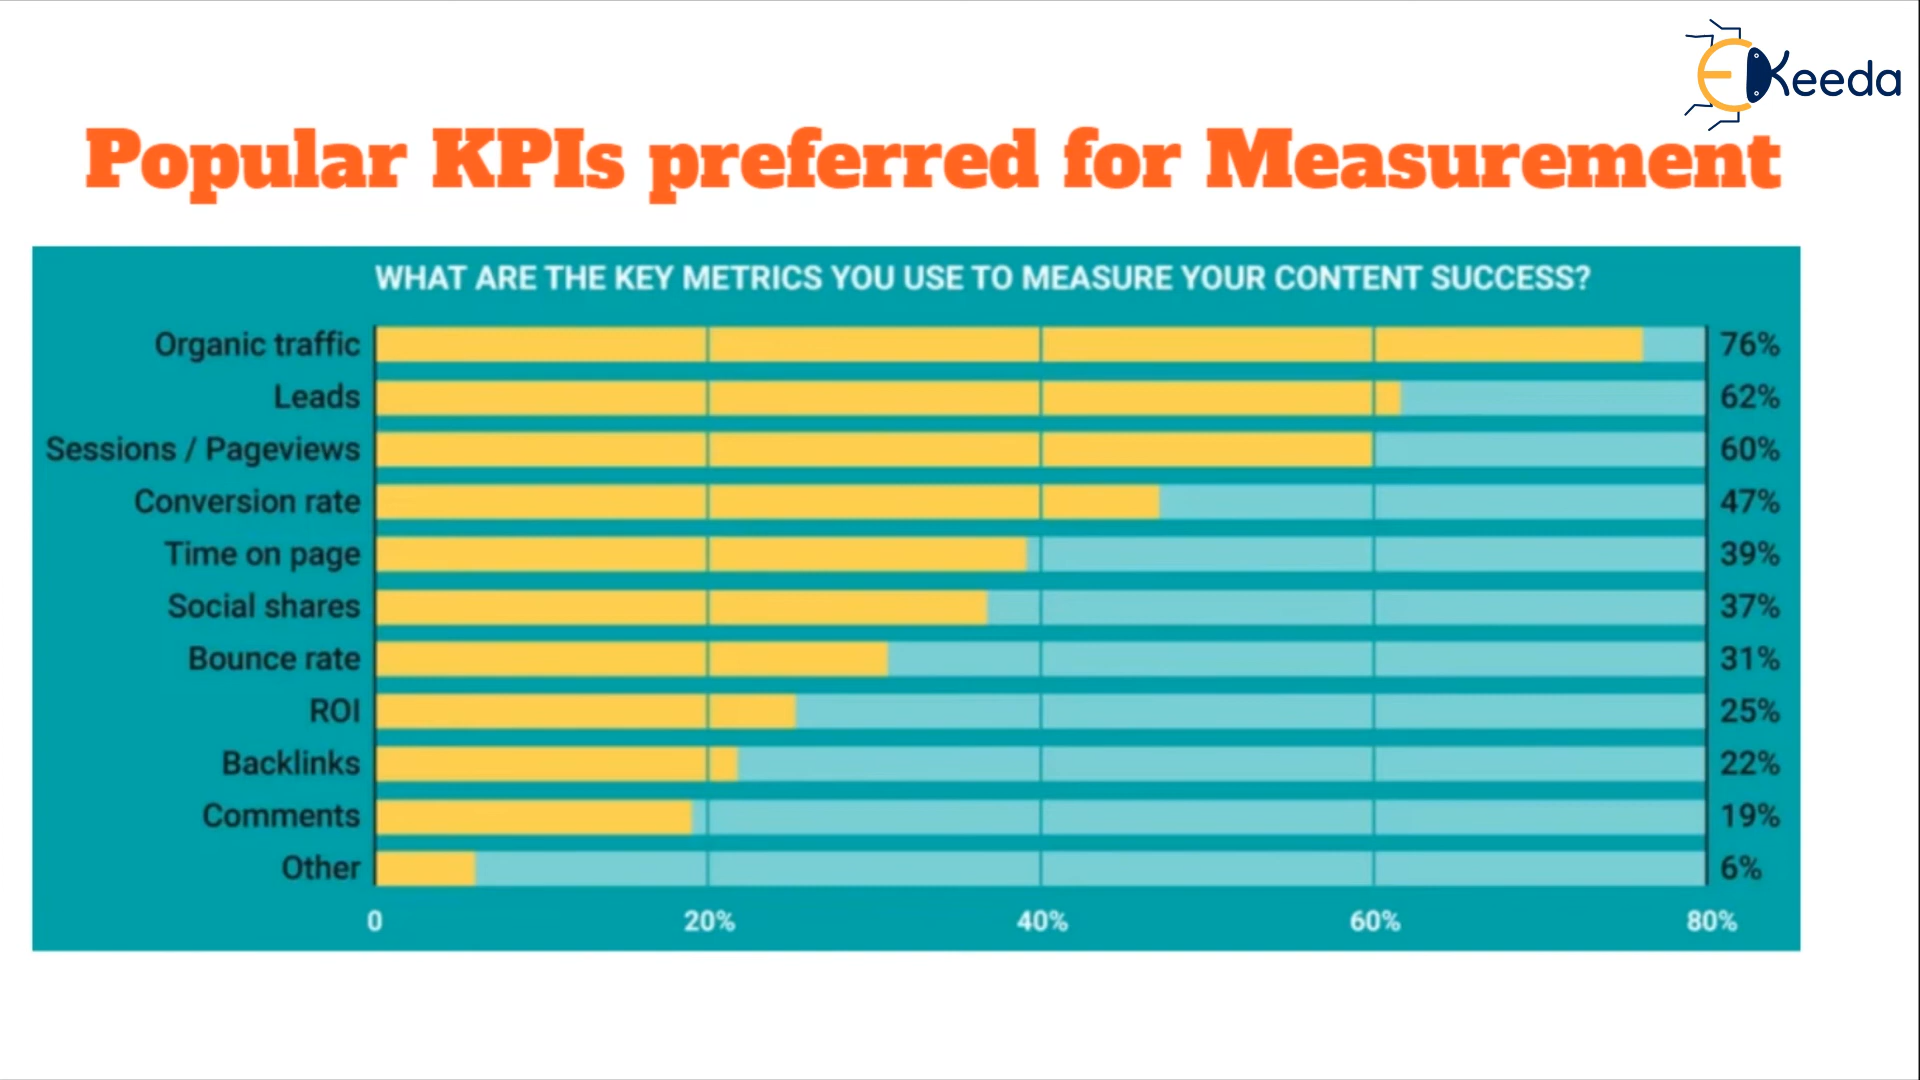 EKeeda
Popular KPIs preferred for Measurement
WHAT ARE THE KEY METRICS YOU USE TO MEASURE YOUR CONTENT SUCCESS?
Organic traffic 76%
Leads 62%
Sessions / Pageviews 60%
Conversion rate 47%
Time on page 39%
Social shares 37%
Bounce rate 31%
ROI 25%
Backlinks 22%
Comments 19%
Other 6%
0 20% 40% 60% 80%